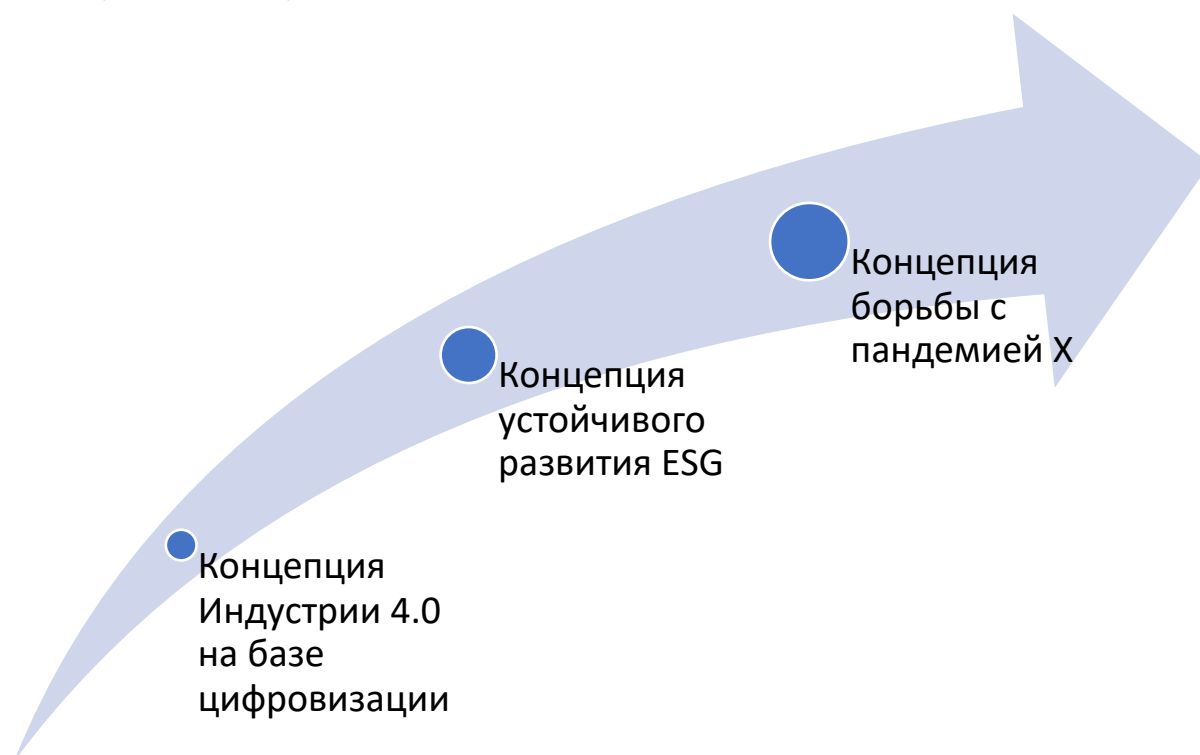 Концепция
Индустрии 4.0
на базе
цифровизации
Концепция
устойчивого
развития ESG
Концепция
борьбы с
пандемией X